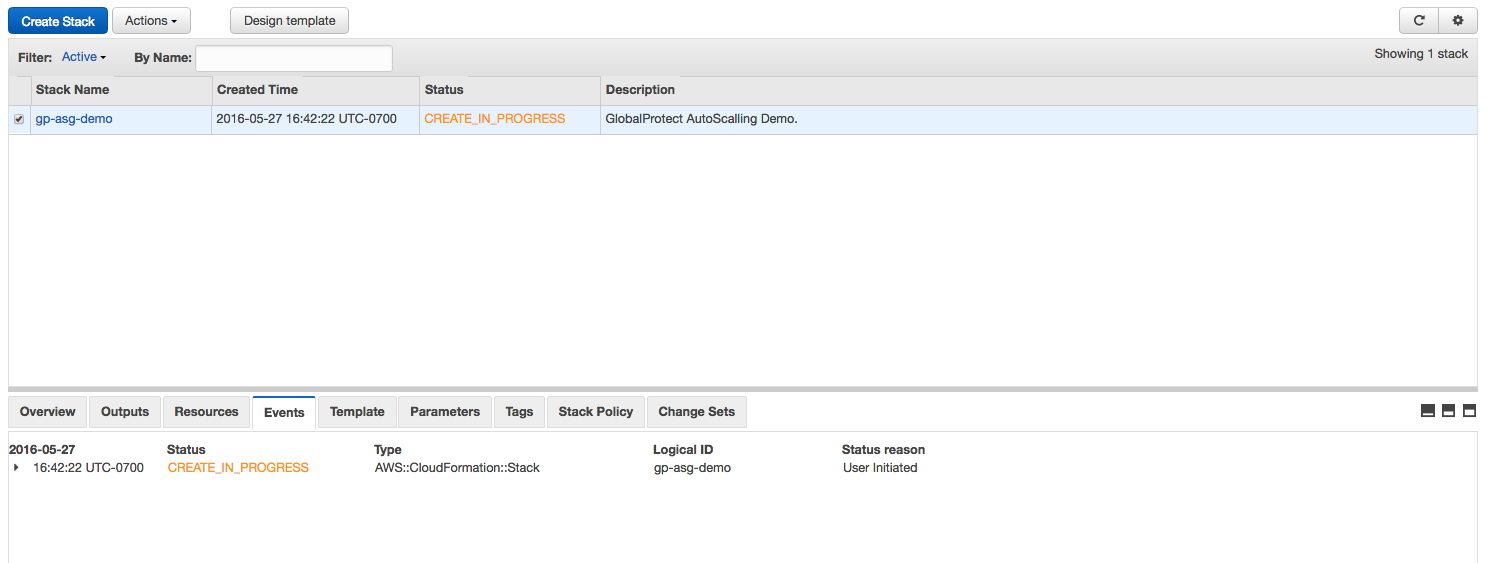 Create Stack Actions Design template
Filter: Active By Name: Showing 1 stack
Stack Name Created Time Status Description
gp-asg-demo 2016-05-27 16:42:22 UTC-0700 CREATE_IN_PROGRESS GlobalProtect AutoScalling Demo.
Overview Outputs Resources Events Template Parameters Tags Stack Policy Change Sets
2016-05-27 Status Type Logical ID Status reason
16:42:22 UTC-0700 CREATE_IN_PROGRESS AWS::CloudFormation::Stack gp-asg-demo User Initiated